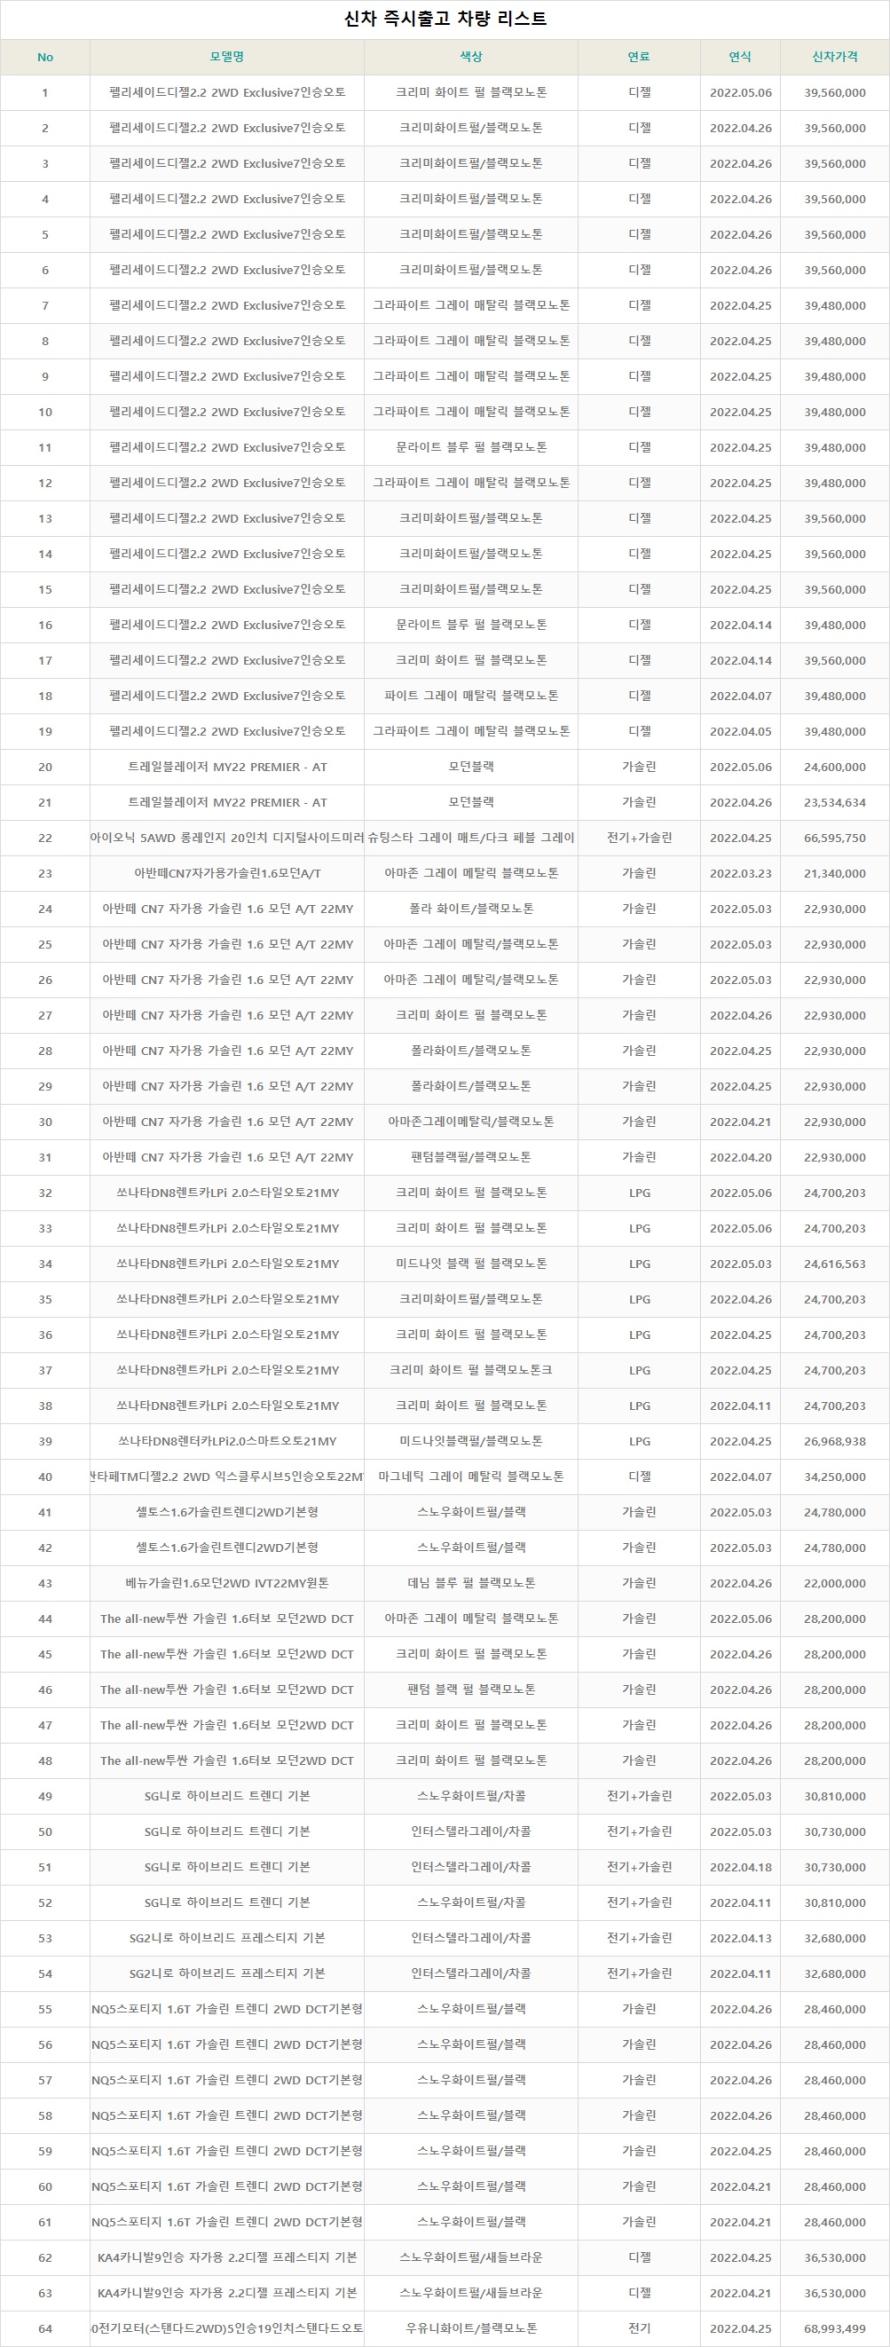 신차 즉시출고 차량 리스트
No 모델명 색상 연료 연식 신차가격
1 펠리세이드디젤2.2 2WD Exclusive7인승오토 크리미 화이트 펄 블랙모노톤 디젤 2022.05.06 39,560,000
2 펠리세이드디젤2.2 2WD Exclusive7인승오토 크리미화이트펄/블랙모노톤 디젤 2022.04.26 39,560,000
3 펠리세이드디젤2.2 2WD Exclusive7인승오토 크리미화이트펄/블랙모노톤 디젤 2022.04.26 39,560,000
4 펠리세이드디젤2.2 2WD Exclusive7인승오토 크리미화이트펄/블랙모노톤 디젤 2022.04.26 39,560,000
5 펠리세이드디젤2.2 2WD Exclusive7인승오토 크리미화이트펄/블랙모노톤 디젤 2022.04.26 39,560,000
6 펠리세이드디젤2.2 2WD Exclusive7인승오토 크리미화이트펄/블랙모노톤 디젤 2022.04.26 39,560,000
7 펠리세이드디젤2.2 2WD Exclusive7인승오토 그라파이트 그레이 매탈릭 블랙모노톤 디젤 2022.04.25 39,480,000
8 펠리세이드디젤2.2 2WD Exclusive7인승오토 그라파이트 그레이 매탈릭 블랙모노톤 디젤 2022.04.25 39,480,000
9 펠리세이드디젤2.2 2WD Exclusive7인승오토 그라파이트 그레이 매탈릭 블랙모노톤 디젤 2022.04.25 39,480,000
10 펠리세이드디젤2.2 2WD Exclusive7인승오토 그라파이트 그레이 매탈릭 블랙모노톤 디젤 2022.04.25 39,480,000
11 펠리세이드디젤2.2 2WD Exclusive7인승오토 문라이트 블루 펄 블랙모노톤 디젤 2022.04.25 39,480,000
12 펠리세이드디젤2.2 2WD Exclusive7인승오토 그라파이트 그레이 매탈릭 블랙모노톤 디젤 2022.04.25 39,480,000
13 펠리세이드디젤2.2 2WD Exclusive7인승오토 크리미화이트펄/블랙모노톤 디젤 2022.04.25 39,560,000
14 펠리세이드디젤2.2 2WD Exclusive7인승오토 크리미화이트펄/블랙모노톤 디젤 2022.04.25 39,560,000
15 펠리세이드디젤2.2 2WD Exclusive7인승오토 크리미화이트펄/블랙모노톤 디젤 2022.04.25 39,560,000
16 펠리세이드디젤2.2 2WD Exclusive7인승오토 문라이트 블루 펄 블랙모노톤 디젤 2022.04.14 39,480,000
17 펠리세이드디젤2.2 2WD Exclusive7인승오토 크리미 화이트 펄 블랙모노톤 디젤 2022.04.14 39,560,000
18 펠리세이드디젤2.2 2WD Exclusive7인승오토 파이트 그레이 매탈릭 블랙모노톤 디젤 2022.04.07 39,480,000
19 펠리세이드디젤2.2 2WD Exclusive7인승오토 그라파이트 그레이 메탈릭 블랙모노톤 디젤 2022.04.05 39,480,000
20 트레일블레이저 MY22 PREMIER - AT 모던블랙 가솔린 2022.05.06 24,600,000
21 트레일블레이저 MY22 PREMIER - AT 모던블랙 가솔린 2022.04.26 23,534,634
22 아이오닉 5AWD 롱레인지 20인치 디지털사이드미러 슈팅스타 그레이 매트/다크 페블 그레이 전기+가솔린 2022.04.25 66,595,750
23 아반떼CN7자가용가솔린1.6모던A/T 아마존 그레이 메탈릭 블랙모노톤 가솔린 2022.03.23 21,340,000
24 아반떼 CN7 자가용 가솔린 1.6 모던 A/T 22MY 폴라 화이트/블랙모노톤 가솔린 2022.05.03 22,930,000
25 아반떼 CN7 자가용 가솔린 1.6 모던 A/T 22MY 아마존 그레이 메탈릭/블랙모노톤 가솔린 2022.05.03 22,930,000
26 아반떼 CN7 자가용 가솔린 1.6 모던 A/T 22MY 아마존 그레이 메탈릭/블랙모노톤 가솔린 2022.05.03 22,930,000
27 아반떼 CN7 자가용 가솔린 1.6 모던 A/T 22MY 크리미 화이트 펄 블랙모노톤 가솔린 2022.04.26 22,930,000
28 아반떼 CN7 자가용 가솔린 1.6 모던 A/T 22MY 폴라화이트/블랙모노톤 가솔린 2022.04.25 22,930,000
29 아반떼 CN7 자가용 가솔린 1.6 모던 A/T 22MY 폴라화이트/블랙모노톤 가솔린 2022.04.25 22,930,000
30 아반떼 CN7 자가용 가솔린 1.6 모던 A/T 22MY 아마존그레이메탈릭/블랙모노톤 가솔린 2022.04.21 22,930,000
31 아반떼 CN7 자가용 가솔린 1.6 모던 A/T 22MY 팬텀블랙펄/블랙모노톤 가솔린 2022.04.20 22,930,000
32 쏘나타DN8렌트카LPi 2.0스타일오토21MY 크리미 화이트 펄 블랙모노톤 LPG 2022.05.06 24,700,203
33 쏘나타DN8렌트카LPi 2.0스타일오토21MY 크리미 화이트 펄 블랙모노톤 LPG 2022.05.06 24,700,203
34 쏘나타DN8렌트카LPi 2.0스타일오토21MY 미드나잇 블랙 펄 블랙모노톤 LPG 2022.05.03 24,616,563
35 쏘나타DN8렌트카LPi 2.0스타일오토21MY 크리미화이트펄/블랙모노톤 LPG 2022.04.26 24,700,203
36 쏘나타DN8렌트카LPi 2.0스타일오토21MY 크리미 화이트 펄 블랙모노톤 LPG 2022.04.25 24,700,203
37 쏘나타DN8렌트카LPi 2.0스타일오토21MY 크리미 화이트 펄 블랙모노톤크 LPG 2022.04.25 24,700,203
38 쏘나타DN8렌트카LPi 2.0스타일오토21MY 크리미 화이트 펄 블랙모노톤 LPG 2022.04.11 24,700,203
39 쏘나타DN8렌터카LPi2.0스마트오토21MY 미드나잇블랙펄/블랙모노톤 LPG 2022.04.25 26,968,938
40 싼타페TM디젤2.2 2WD 익스클루시브5인승오토22MY 마그네틱 그레이 메탈릭 블랙모노톤 디젤 2022.04.07 34,250,000
41 셀토스1.6가솔린트렌디2WD기본형 스노우화이트펄/블랙 가솔린 2022.05.03 24,780,000
42 셀토스1.6가솔린트렌디2WD기본형 스노우화이트펄/블랙 가솔린 2022.05.03 24,780,000
43 베뉴가솔린1.6모던2WD IVT22MY원톤 데님 블루 펄 블랙모노톤 가솔린 2022.04.26 22,000,000
44 The all-new투싼 가솔린 1.6터보 모던2WD DCT 아마존 그레이 메탈릭 블랙모노톤 가솔린 2022.05.06 28,200,000
45 The all-new투싼 가솔린 1.6터보 모던2WD DCT 크리미 화이트 펄 블랙모노톤 가솔린 2022.04.26 28,200,000
46 The all-new투싼 가솔린 1.6터보 모던2WD DCT 팬텀 블랙 펄 블랙모노톤 가솔린 2022.04.26 28,200,000
47 The all-new투싼 가솔린 1.6터보 모던2WD DCT 크리미 화이트 펄 블랙모노톤 가솔린 2022.04.26 28,200,000
48 The all-new투싼 가솔린 1.6터보 모던2WD DCT 크리미 화이트 펄 블랙모노톤 가솔린 2022.04.26 28,200,000
49 SG니로 하이브리드 트렌디 기본 스노우화이트펄/차콜 전기+가솔린 2022.05.03 30,810,000
50 SG니로 하이브리드 트렌디 기본 인터스텔라그레이/차콜 전기+가솔린 2022.05.03 30,730,000
51 SG니로 하이브리드 트렌디 기본 인터스텔라그레이/차콜 전기+가솔린 2022.04.18 30,730,000
52 SG니로 하이브리드 트렌디 기본 스노우화이트펄/차콜 전기+가솔린 2022.04.11 30,810,000
53 SG2니로 하이브리드 프레스티지 기본 인터스텔라그레이/차콜 전기+가솔린 2022.04.13 32,680,000
54 SG2니로 하이브리드 프레스티지 기본 인터스텔라그레이/차콜 전기+가솔린 2022.04.11 32,680,000
55 NQ5스포티지 1.6T 가솔린 트렌디 2WD DCT기본형 스노우화이트펄/블랙 가솔린 2022.04.26 28,460,000
56 NQ5스포티지 1.6T 가솔린 트렌디 2WD DCT기본형 스노우화이트펄/블랙 가솔린 2022.04.26 28,460,000
57 NQ5스포티지 1.6T 가솔린 트렌디 2WD DCT기본형 스노우화이트펄/블랙 가솔린 2022.04.26 28,460,000
58 NQ5스포티지 1.6T 가솔린 트렌디 2WD DCT기본형 스노우화이트펄/블랙 가솔린 2022.04.26 28,460,000
59 NQ5스포티지 1.6T 가솔린 트렌디 2WD DCT기본형 스노우화이트펄/블랙 가솔린 2022.04.25 28,460,000
60 NQ5스포티지 1.6T 가솔린 트렌디 2WD DCT기본형 스노우화이트펄/블랙 가솔린 2022.04.21 28,460,000
61 NQ5스포티지 1.6T 가솔린 트렌디 2WD DCT기본형 스노우화이트펄/블랙 가솔린 2022.04.21 28,460,000
62 KA4카니발9인승 자가용 2.2디젤 프레스티지 기본 스노우화이트펄/새들브라운 디젤 2022.04.25 36,530,000
63 KA4카니발9인승 자가용 2.2디젤 프레스티지 기본 스노우화이트펄/새들브라운 디젤 2022.04.21 36,530,000
64 0전기모터(스탠다드2WD)5인승19인치스탠다드오토 우유니화이트/블랙모노톤 전기 2022.04.25 68,993,499